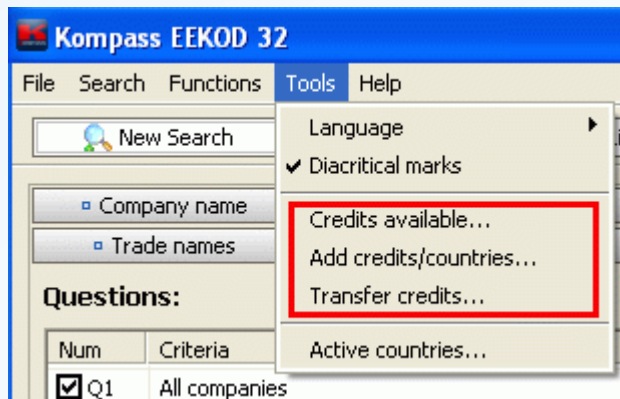 Kompass EEKOD 32
File Search Functions Tools Help
New Search
Language
Diacritical marks
Company name
Credits available...
Trade names
Add credits/countries...
Questions:
Transfer credits...
Num Criteria
Active countries...
Q1 All companies